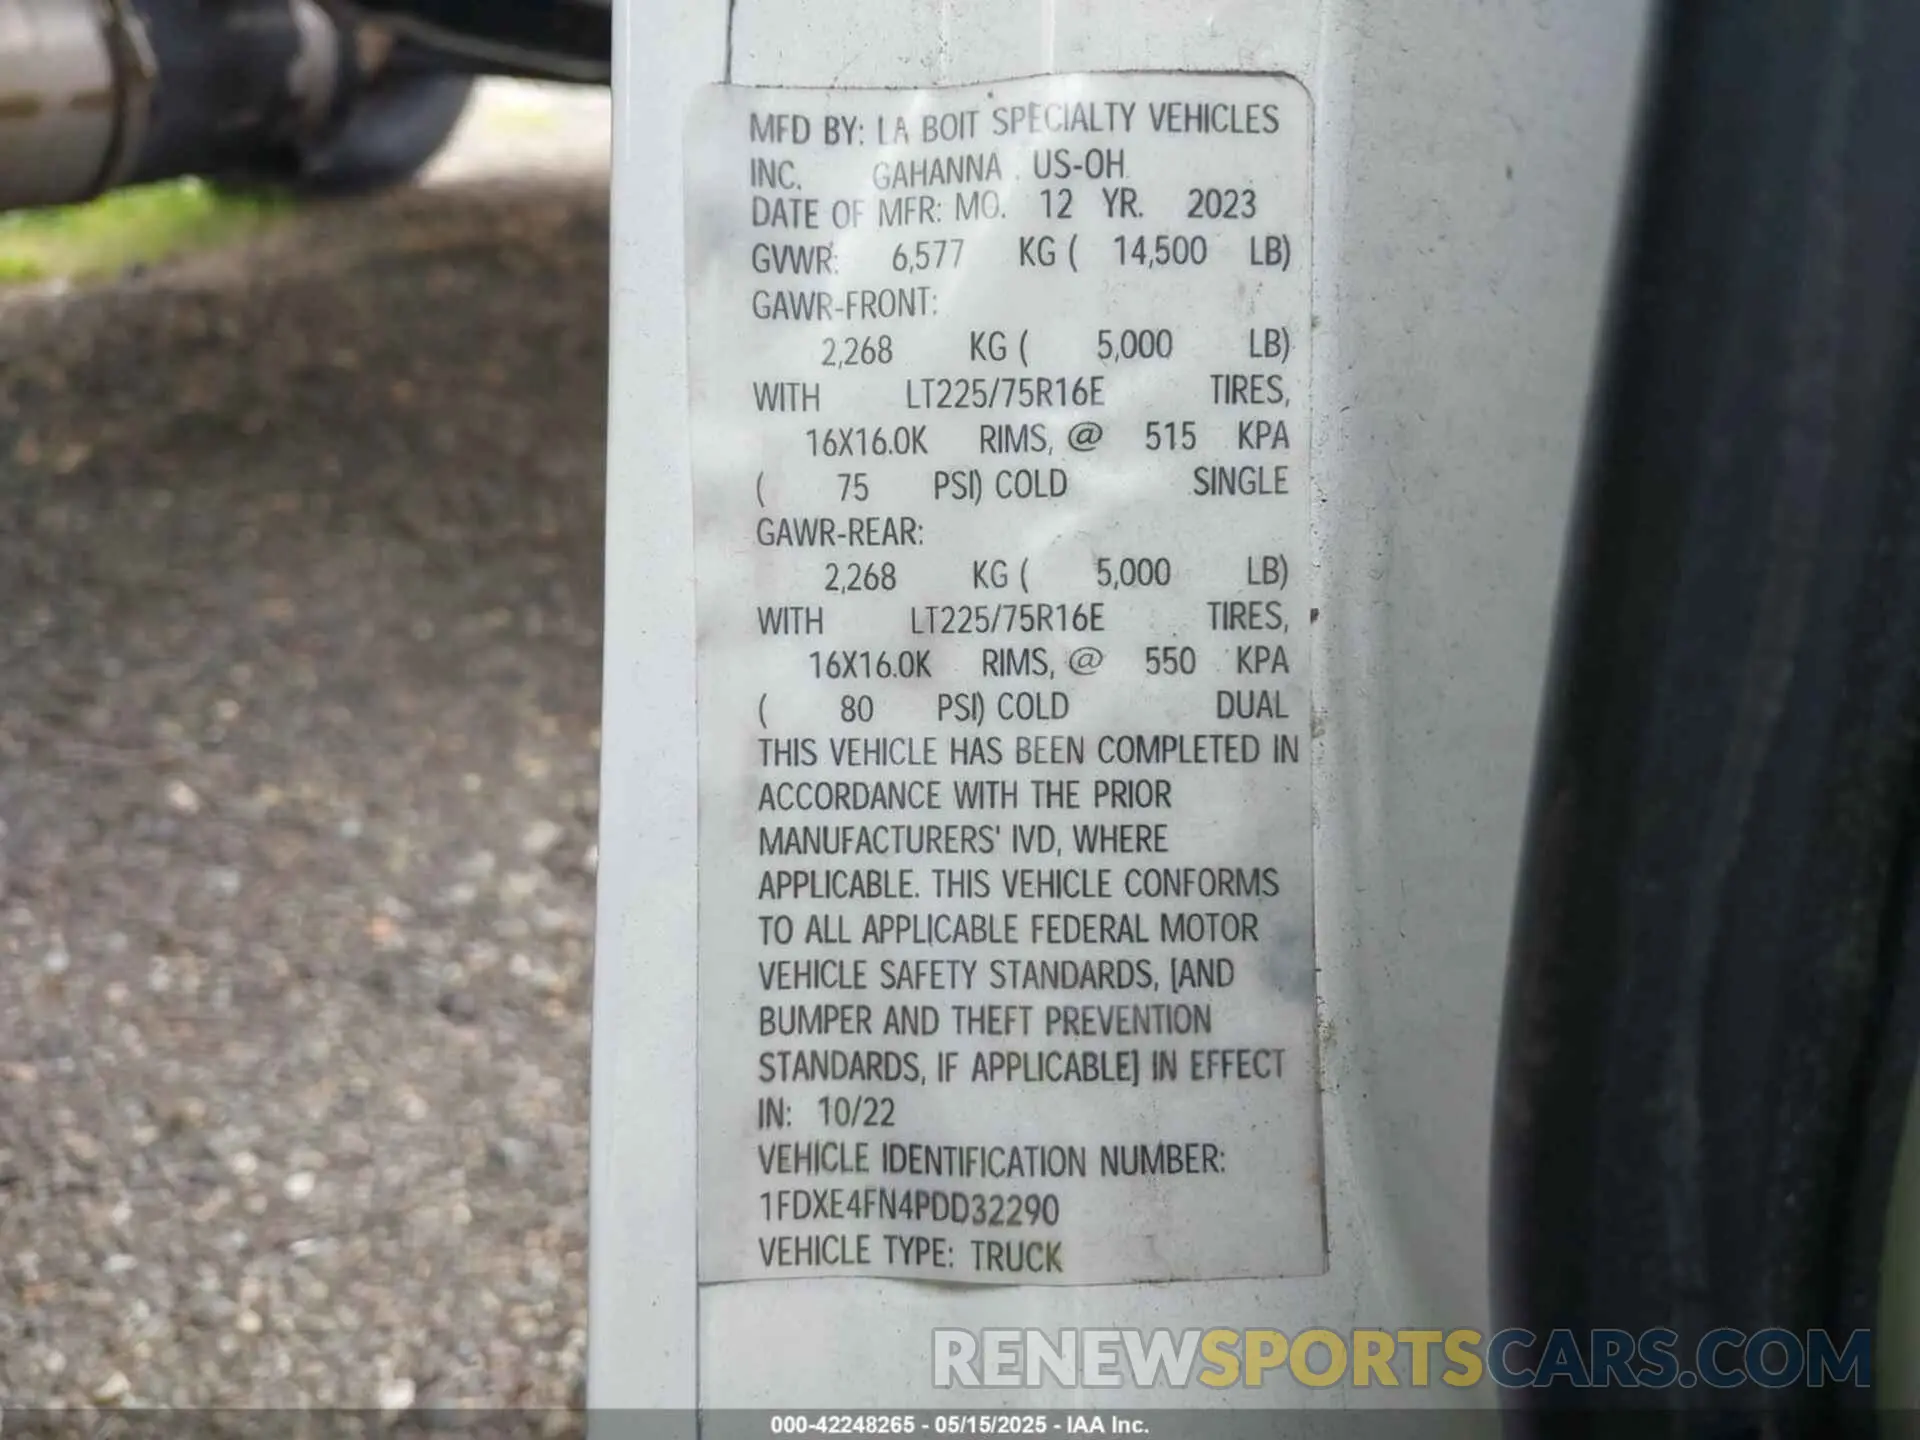 MFD BY: LA BOIT SPECIALTY VEHICLES
INC. GAHANNA , US-OH
DATE OF MFR: MO. 12 YR. 2023
GVWR: 6,577 KG ( 14,500 LB)
GAWR-FRONT:
2,268 KG ( 5,000 LB)
WITH LT225/75R16E TIRES,
16X16.0K RIMS, @ 515 KPA
( 75 PSI) COLD SINGLE
GAWR-REAR:
2,268 KG ( 5,000 LB)
WITH LT225/75R16E TIRES,
16X16.0K RIMS, @ 550 KPA
( 80 PSI) COLD DUAL
THIS VEHICLE HAS BEEN COMPLETED IN
ACCORDANCE WITH THE PRIOR
MANUFACTURERS' IVD, WHERE
APPLICABLE. THIS VEHICLE CONFORMS
TO ALL APPLICABLE FEDERAL MOTOR
VEHICLE SAFETY STANDARDS, [AND
BUMPER AND THEFT PREVENTION
STANDARDS, IF APPLICABLE] IN EFFECT
IN: 10/22
VEHICLE IDENTIFICATION NUMBER:
1FDXE4FN4PDD32290
VEHICLE TYPE: TRUCK
RENEWSPORTSCARS.COM
000-42248265 - 05/15/2025 - IAA Inc.